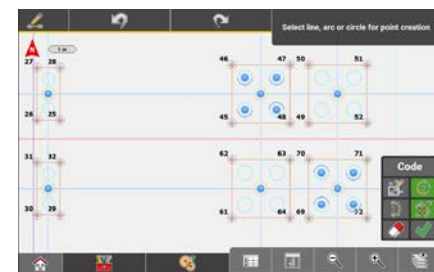 Select line, arc or circle for point creation
N
1 m
27 28 46 47 50 51
26 25 45 48 49 52
31 32 62 63 70 71
Code
30 29 61 64 69 72